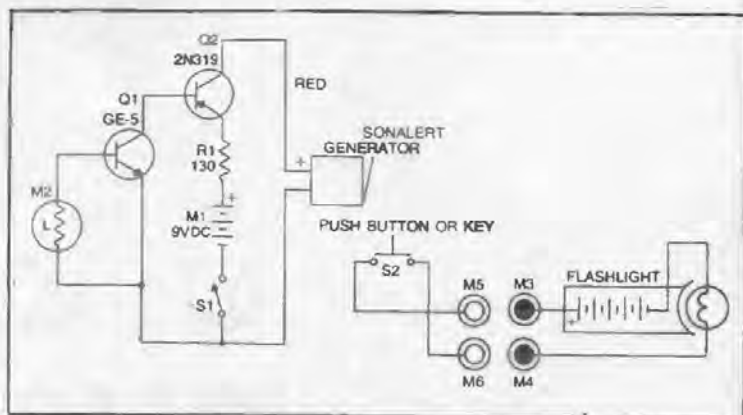 Q2
2N319
RED
Q1
GE-5
SONALERT
GENERATOR
+
R1
130
M2
L
+
M1
9VDC
PUSH BUTTON OR KEY
S2
M5
M3
FLASHLIGHT
+
S1
M6
M4